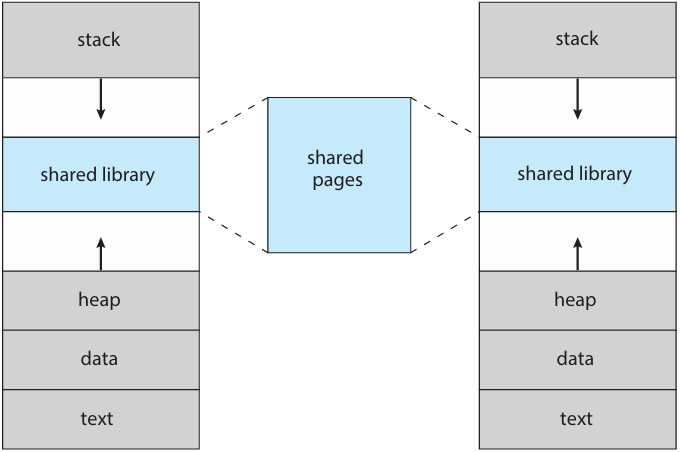 stack
shared library
heap
data
text
shared
pages
stack
shared library
heap
data
text